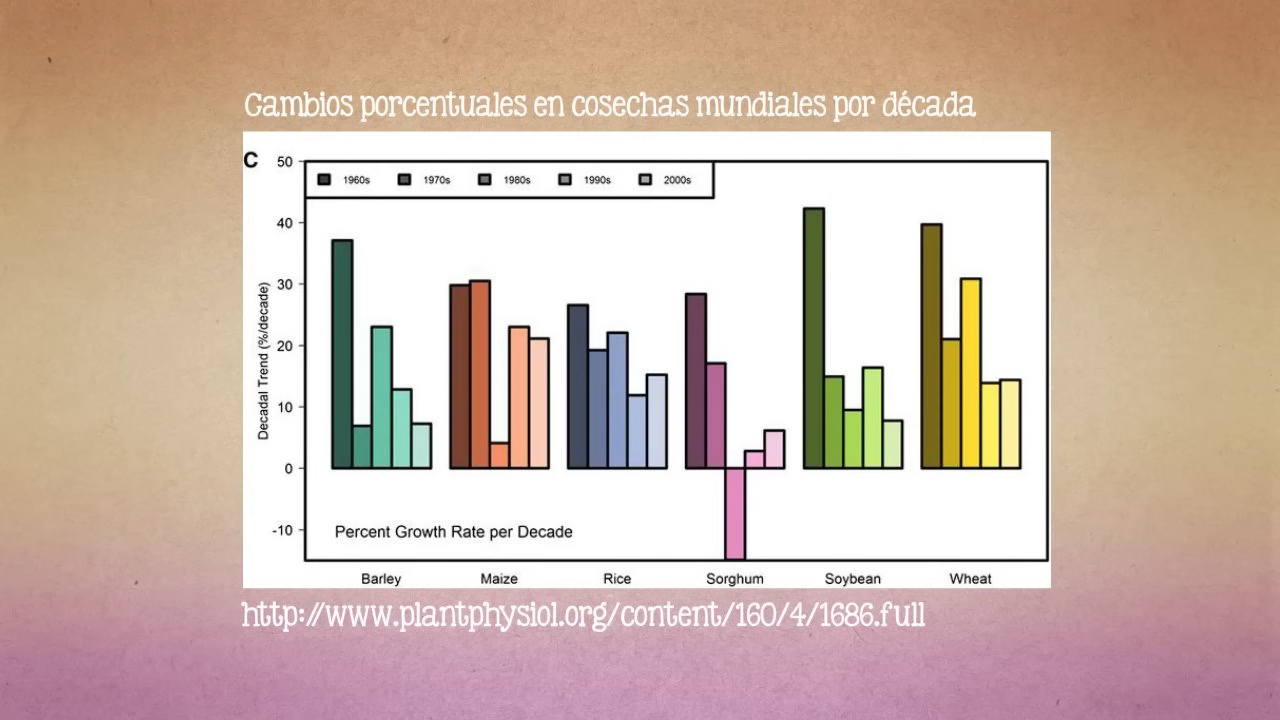 Cambios porcentuales en cosechas mundiales por década
C
50
1960s 1970s 1980s 1990s 2000s
40
30
20
10
0
-10
Decadal Trend (%/decade)
Percent Growth Rate per Decade
Barley Maize Rice Sorghum Soybean Wheat
http://www.plantphysiol.org/content/160/4/1686.full